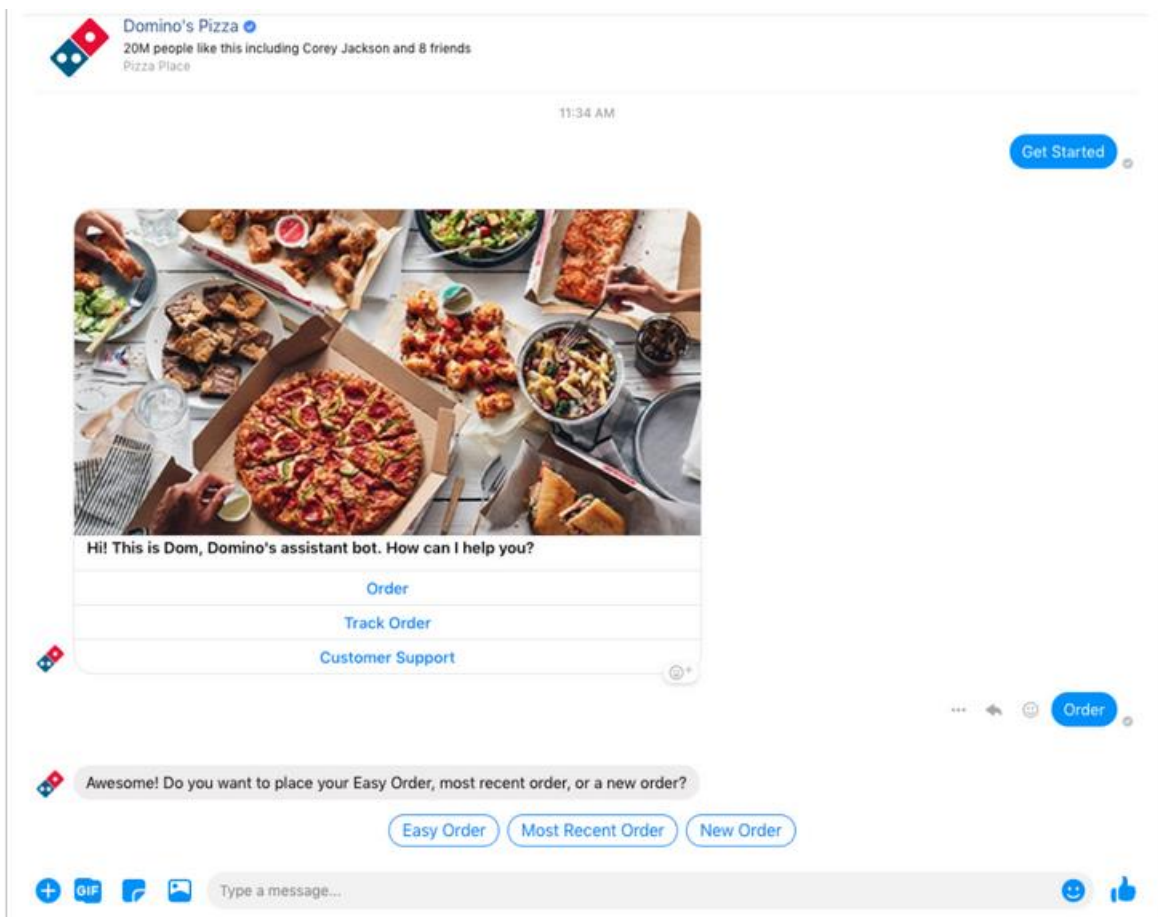 Domino's Pizza
20M people like this including Corey Jackson and 8 friends
Pizza Place
11:34 AM
Get Started
Hi! This is Dom, Domino's assistant bot. How can I help you?
Order
Track Order
Customer Support
Order
Awesome! Do you want to place your Easy Order, most recent order, or a new order?
Easy Order Most Recent Order New Order
GIF Type a message...